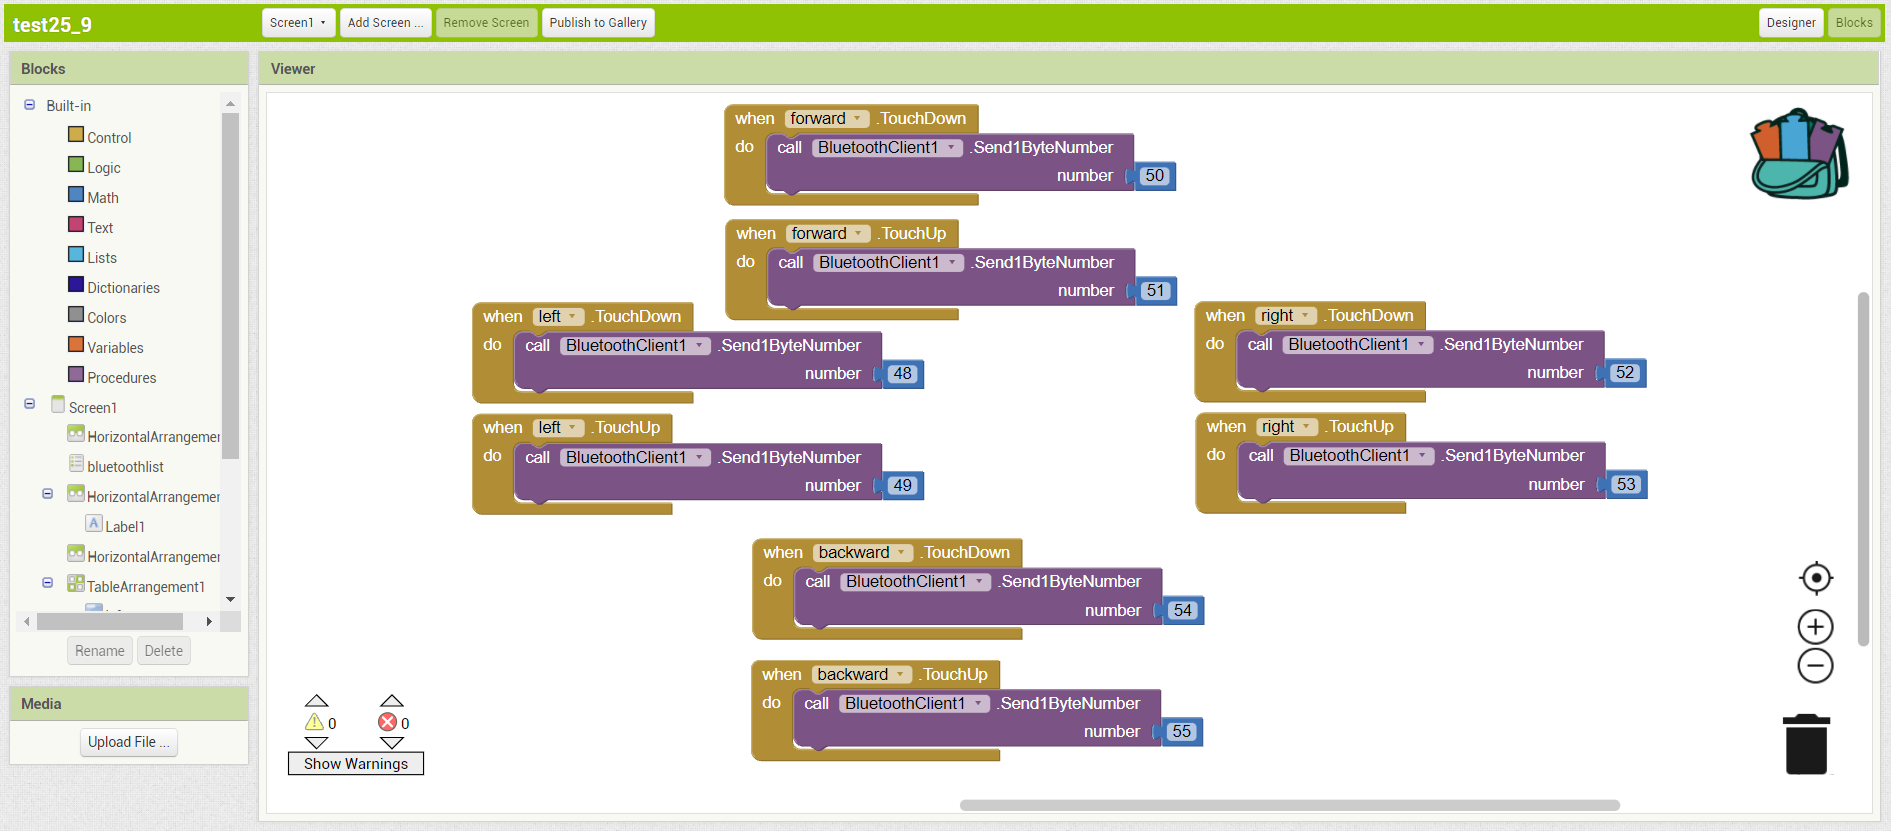 test25_9
Screen1
Add Screen ...
Remove Screen
Publish to Gallery
Designer
Blocks
Blocks
Built-in
Control
Logic
Math
Text
Lists
Dictionaries
Colors
Variables
Procedures
Screen1
HorizontalArrangemer
bluetoothlist
HorizontalArrangemer
Label1
HorizontalArrangemer
TableArrangement1
Rename
Delete
Media
Upload File ...
Viewer
when forward .TouchDown
do call BluetoothClient1 .Send1ByteNumber
number 50
when forward .TouchUp
do call BluetoothClient1 .Send1ByteNumber
number 51
when left .TouchDown
do call BluetoothClient1 .Send1ByteNumber
number 48
when left .TouchUp
do call BluetoothClient1 .Send1ByteNumber
number 49
when right .TouchDown
do call BluetoothClient1 .Send1ByteNumber
number 52
when right .TouchUp
do call BluetoothClient1 .Send1ByteNumber
number 53
when backward .TouchDown
do call BluetoothClient1 .Send1ByteNumber
number 54
when backward .TouchUp
do call BluetoothClient1 .Send1ByteNumber
number 55
0
0
Show Warnings